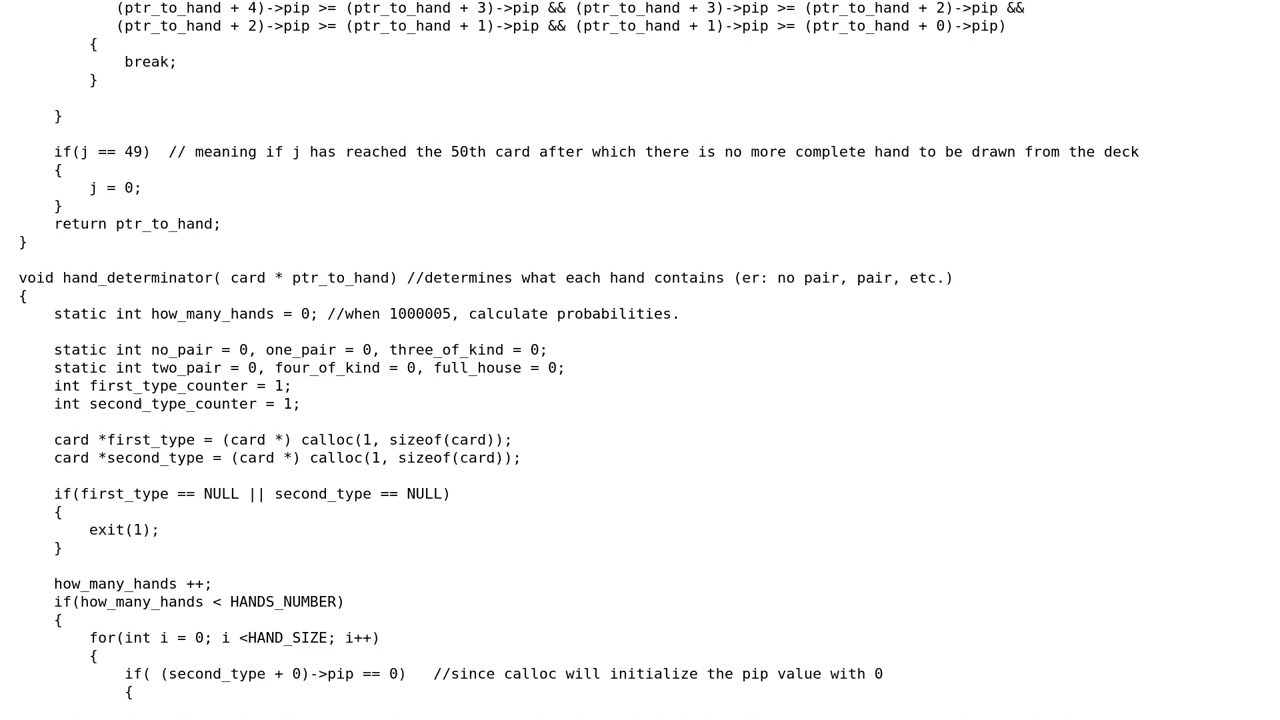 (ptr_to_hand + 4)->pip >= (ptr_to_hand + 3)->pip && (ptr_to_hand + 3)->pip >= (ptr_to_hand + 2)->pip &&
(ptr_to_hand + 2)->pip >= (ptr_to_hand + 1)->pip && (ptr_to_hand + 1)->pip >= (ptr_to_hand + 0)->pip)
{
break;
}
}
if(j == 49)  // meaning if j has reached the 50th card after which there is no more complete hand to be drawn from the deck
{
j = 0;
}
return ptr_to_hand;
}
void hand_determinator( card * ptr_to_hand) //determines what each hand contains (er: no pair, pair, etc.)
{
static int how_many_hands = 0; //when 1000005, calculate probabilities.
static int no_pair = 0, one_pair = 0, three_of_kind = 0;
static int two_pair = 0, four_of_kind = 0, full_house = 0;
int first_type_counter = 1;
int second_type_counter = 1;
card *first_type = (card *) calloc(1, sizeof(card));
card *second_type = (card *) calloc(1, sizeof(card));
if(first_type == NULL || second_type == NULL)
{
exit(1);
}
how_many_hands ++;
if(how_many_hands < HANDS_NUMBER)
{
for(int i = 0; i <HAND_SIZE; i++)
{
if( (second_type + 0)->pip == 0)   //since calloc will initialize the pip value with 0
{